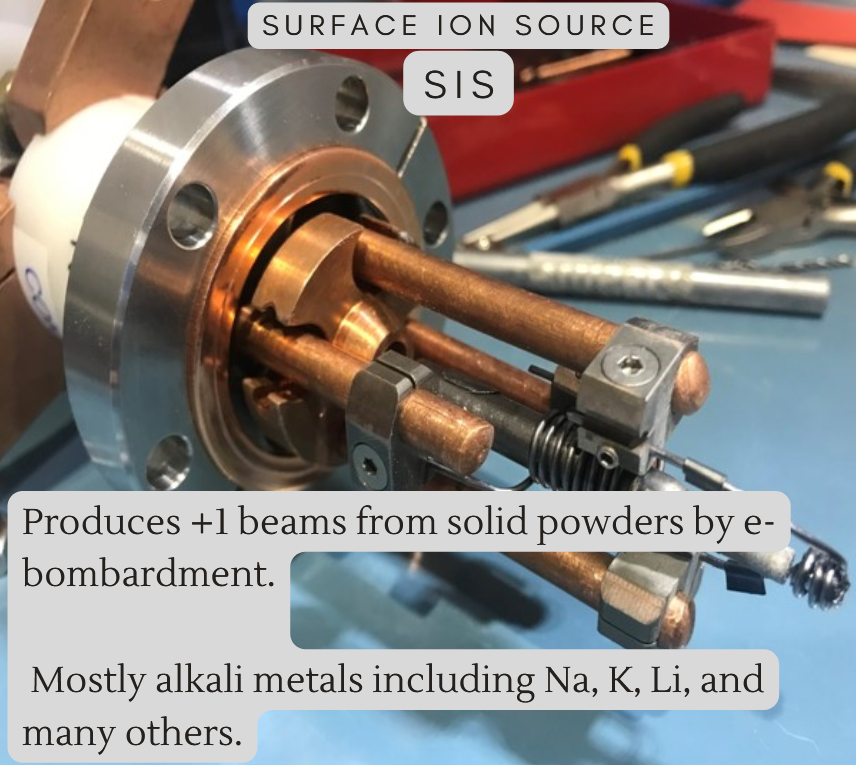 SURFACE ION SOURCE
SIS
Produces +1 beams from solid powders by e-
bombardment.
Mostly alkali metals including Na, K, Li, and
many others.